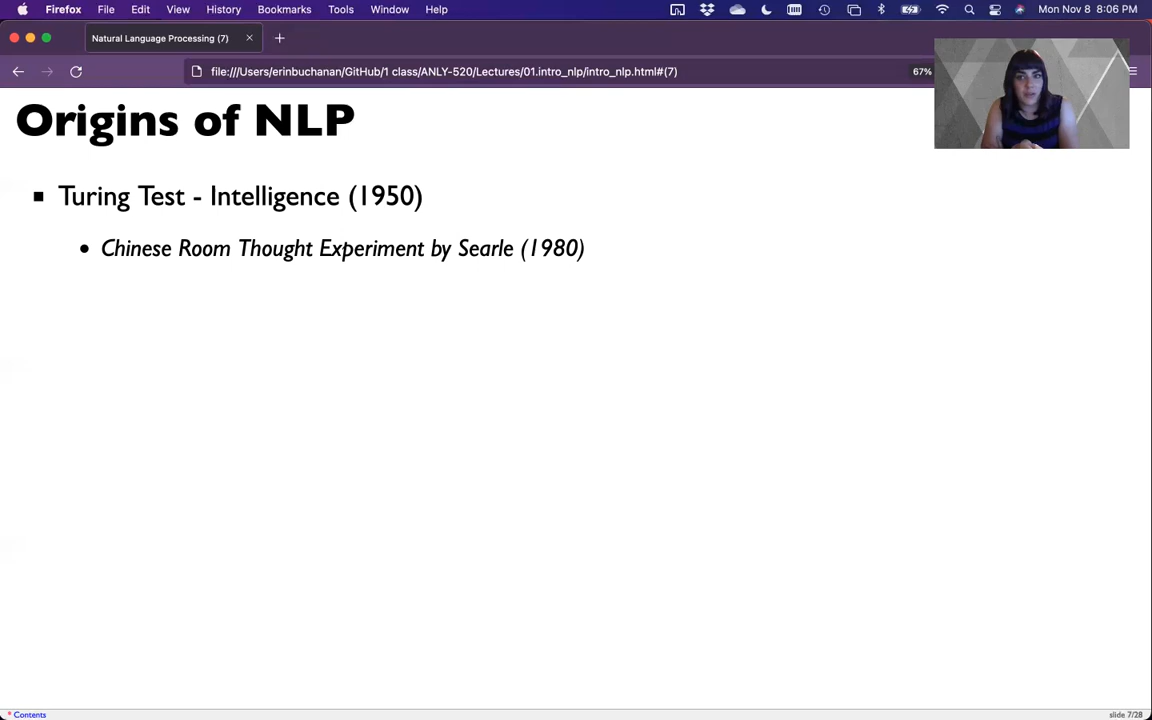 Firefox File Edit View History Bookmarks Tools Window Help Mon Nov 8 8:06 PM
Natural Language Processing (7)
file:///Users/erinbuchanan/GitHub/1 class/ANLY-520/Lectures/01.intro_nlp/intro_nlp.html#(7) 67%
Origins of NLP
Turing Test - Intelligence (1950)
Chinese Room Thought Experiment by Searle (1980)
* Contents slide 7/28